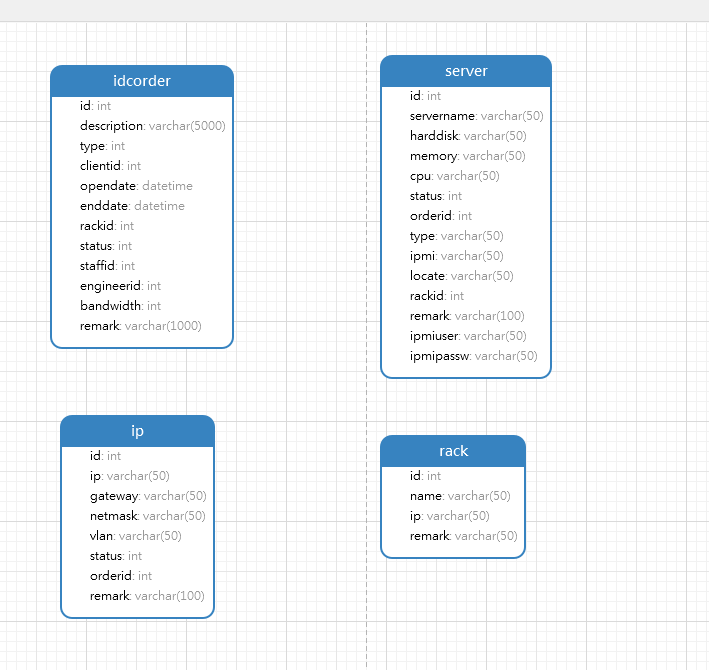 idcorder
id: int
description: varchar(5000)
type: int
clientid: int
opendate: datetime
enddate: datetime
rackid: int
status: int
staffid: int
engineerid: int
bandwidth: int
remark: varchar(1000)
server
id: int
servername: varchar(50)
harddisk: varchar(50)
memory: varchar(50)
cpu: varchar(50)
status: int
orderid: int
type: varchar(50)
ipmi: varchar(50)
locate: varchar(50)
rackid: int
remark: varchar(100)
ipmiuser: varchar(50)
ipmipassw: varchar(50)
ip
id: int
ip: varchar(50)
gateway: varchar(50)
netmask: varchar(50)
vlan: varchar(50)
status: int
orderid: int
remark: varchar(100)
rack
id: int
name: varchar(50)
ip: varchar(50)
remark: varchar(50)